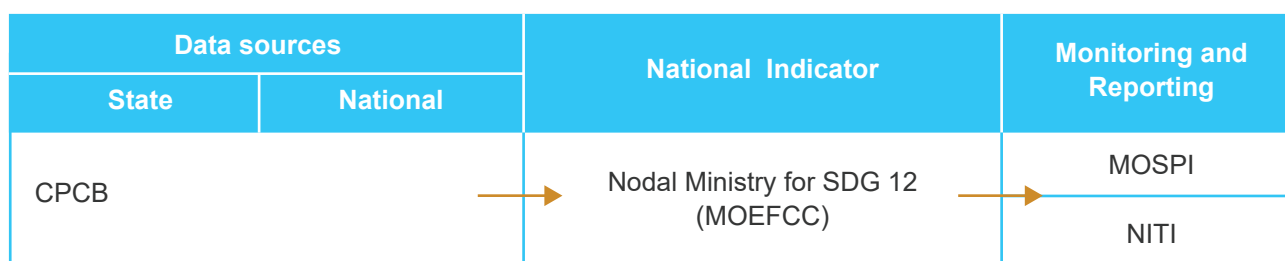 Data sources
State
National
National Indicator
Monitoring and
Reporting
CPCB
Nodal Ministry for SDG 12
(MOEFCC)
MOSPI
NITI